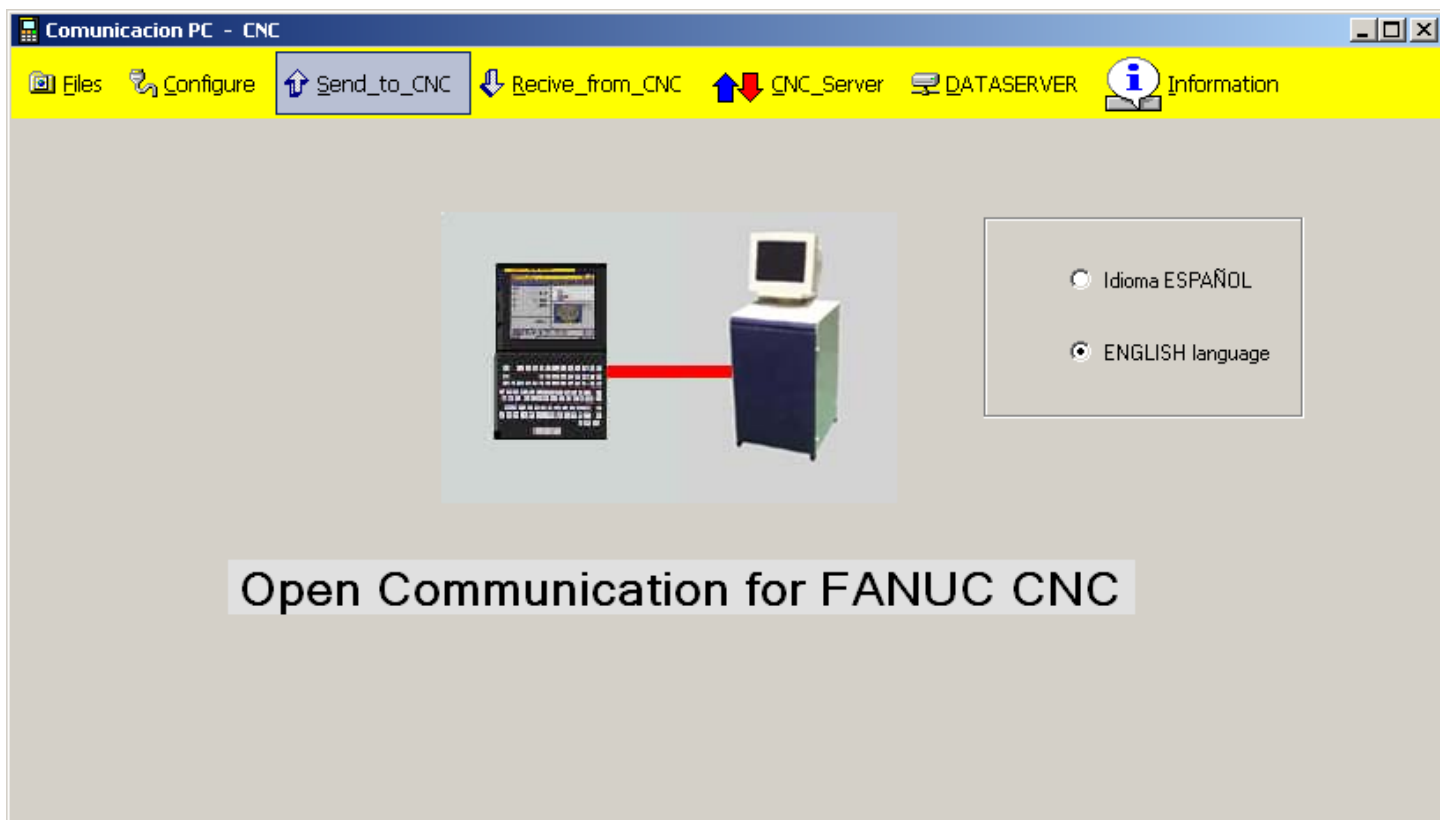 Comunicacion PC - CNC
Files Configure Send_to_CNC Recive_from_CNC CNC_Server DATASERVER Information
Idioma ESPAÑOL
ENGLISH language
Open Communication for FANUC CNC